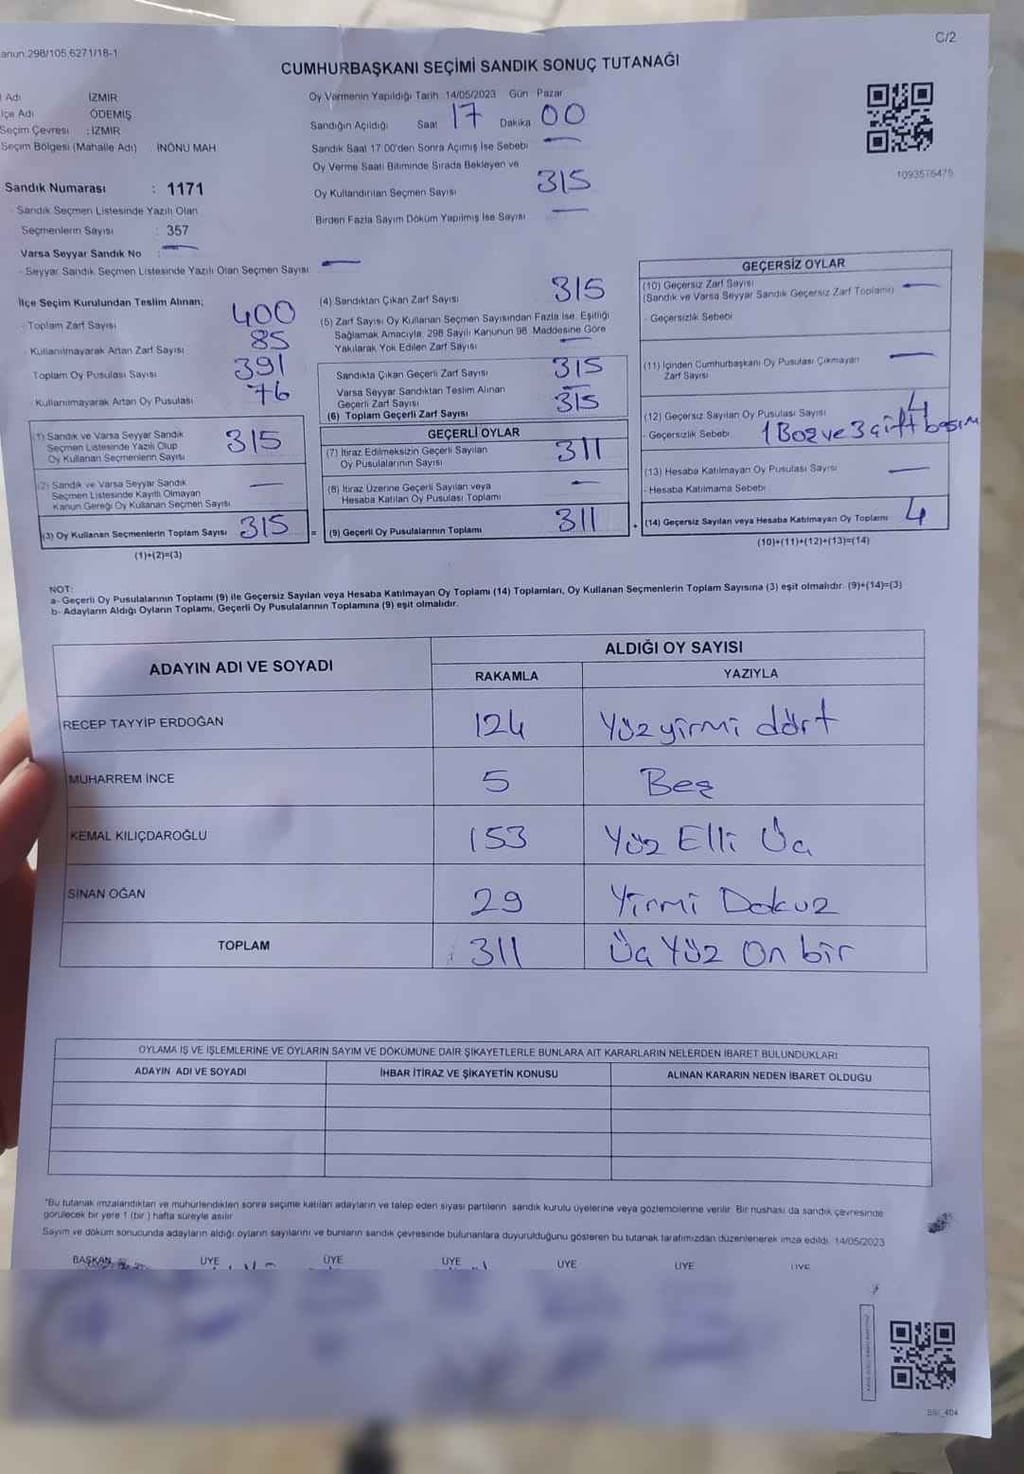 C/2
anun:298/105,6271/18-1
CUMHURBAŞKANI SEÇİMİ SANDIK SONUÇ TUTANAĞI
Adı İZMİR
İçe Adı ÖDEMİŞ
Seçim Çevresi : İZMİR
Seçim Bölgesi (Mahalle Adı) İNÖNÜ MAH.
Sandık Numarası : 1171
Sandık Seçmen Listesinde Yazılı Olan
Seçmenlerin Sayısı : 357
Varsa Seyyar Sandık No : —
- Seyyar Sandık Seçmen Listesinde Yazılı Olan Seçmen Sayısı —
Oy Vermenin Yapıldığı Tarih 14/05/2023 Gün Pazar
Sandığın Açıldığı Saat 17 Dakika 00
Sandık Saat 17:00'den Sonra Açımış İse Sebebi —
Oy Verme Saati Bitiminde Sırada Bekleyen ve
Oy Kullandırılan Seçmen Sayısı 315
Birden Fazla Sayım Döküm Yapılmış İse Sayısı —
1093575475
İlçe Seçim Kurulundan Teslim Alınan;
- Toplam Zarf Sayısı 400
- Kullanılmayarak Artan Zarf Sayısı 85
Toplam Oy Pusulası Sayısı 391
- Kullanılmayarak Artan Oy Pusulası 76
(1) Sandık ve Varsa Seyyar Sandık
Seçmen Listesinde Yazılı Olup
Oy Kullanan Seçmenlerin Sayısı 315
(2) Sandık ve Varsa Seyyar Sandık
Seçmen Listesinde Kayıtlı Olmayan
Kanun Gereği Oy Kullanan Seçmen Sayısı —
(3) Oy Kullanan Seçmenlerin Toplam Sayısı 315
(1)+(2)=(3)
(4) Sandıktan Çıkan Zarf Sayısı 315
(5) Zarf Sayısı Oy Kullanan Seçmen Sayısından Fazla İse, Eşitliği
Sağlamak Amacıyla, 298 Sayılı Kanunun 98. Maddesine Göre
Yakılarak Yok Edilen Zarf Sayısı —
Sandıkta Çıkan Geçerli Zarf Sayısı 315
Varsa Seyyar Sandıktan Teslim Alınan
Geçerli Zarf Sayısı —
(6) Toplam Geçerli Zarf Sayısı 315
GEÇERLİ OYLAR
(7) İtiraz Edilmeksizin Geçerli Sayılan
Oy Pusulalarının Sayısı 311
(8) İtiraz Üzerine Geçerli Sayılan veya
Hesaba Katılan Oy Pusulası Toplamı —
= (9) Geçerli Oy Pusulalarının Toplamı 311 +
GEÇERSİZ OYLAR
(10) Geçersiz Zarf Sayısı
(Sandık ve Varsa Seyyar Sandık Geçersiz Zarf Toplamı) —
- Geçersizlik Sebebi
(11) İçinden Cumhurbaşkanı Oy Pusulası Çıkmayan
Zarf Sayısı —
(12) Geçersiz Sayılan Oy Pusulası Sayısı 4
- Geçersizlik Sebebi 1 Boş ve 3 çift basım
(13) Hesaba Katılmayan Oy Pusulası Sayısı —
- Hesaba Katılmama Sebebi
(14) Geçersiz Sayılan veya Hesaba Katılmayan Oy Toplamı 4
(10)+(11)+(12)+(13)=(14)
NOT:
a- Geçerli Oy Pusulalarının Toplamı (9) ile Geçersiz Sayılan veya Hesaba Katılmayan Oy Toplamı (14) Toplamları, Oy Kullanan Seçmenlerin Toplam Sayısına (3) eşit olmalıdır. (9)+(14)=(3)
b- Adayların Aldığı Oyların Toplamı, Geçerli Oy Pusulalarının Toplamına (9) eşit olmalıdır.
ADAYIN ADI VE SOYADI
ALDIĞI OY SAYISI
RAKAMLA YAZIYLA
RECEP TAYYİP ERDOĞAN 124 Yüz yirmi dört
MUHARREM İNCE 5 Beş
KEMAL KILIÇDAROĞLU 153 Yüz Elli Üç
SİNAN OĞAN 29 Yirmi Dokuz
TOPLAM 311 Üç Yüz On bir
OYLAMA İŞ VE İŞLEMLERİNE VE OYLARIN SAYIM VE DÖKÜMÜNE DAİR ŞİKAYETLERLE BUNLARA AİT KARARLARIN NELERDEN İBARET BULUNDUKLARI
ADAYIN ADI VE SOYADI İHBAR İTİRAZ VE ŞİKAYETİN KONUSU ALINAN KARARIN NEDEN İBARET OLDUĞU
*Bu tutanak imzalandıktan ve mühürlendikten sonra seçime katılan adayların ve talep eden siyasi partilerin sandık kurulu üyelerine veya gözlemcilerine verilir. Bir nüshası da sandık çevresinde
görülecek bir yere 1 (bir) hafta süreyle asılır.
Sayım ve döküm sonucunda adayların aldığı oyların sayılarını ve bunların sandık çevresinde bulunanlara duyurulduğunu gösteren bu tutanak tarafımızdan düzenlenerek imza edildi. 14/05/2023
BAŞKAN ÜYE ÜYE ÜYE ÜYE ÜYE ÜYE